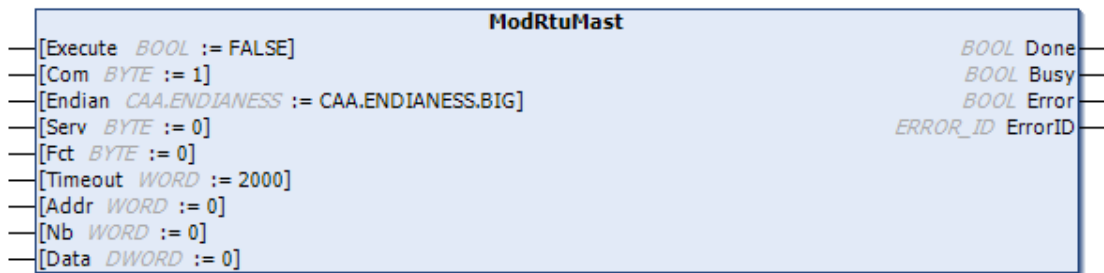 ModRtuMast
[Execute BOOL := FALSE] BOOL Done
[Com BYTE := 1] BOOL Busy
[Endian CAA.ENDIANESS := CAA.ENDIANESS.BIG] BOOL Error
[Serv BYTE := 0] ERROR_ID ErrorID
[Fct BYTE := 0]
[Timeout WORD := 2000]
[Addr WORD := 0]
[Nb WORD := 0]
[Data DWORD := 0]